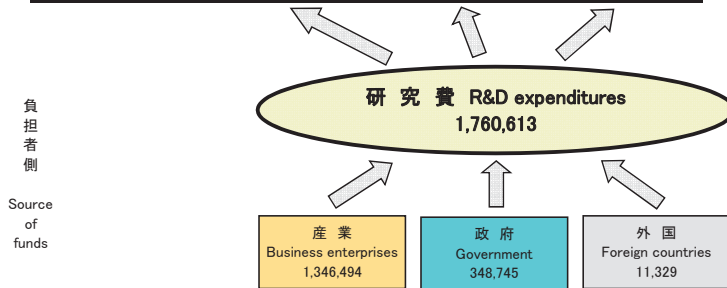 研究費 R&D expenditures
1,760,613
負担者側
Source
of
funds
産業
Business enterprises
1,346,494
政府
Government
348,745
外国
Foreign countries
11,329